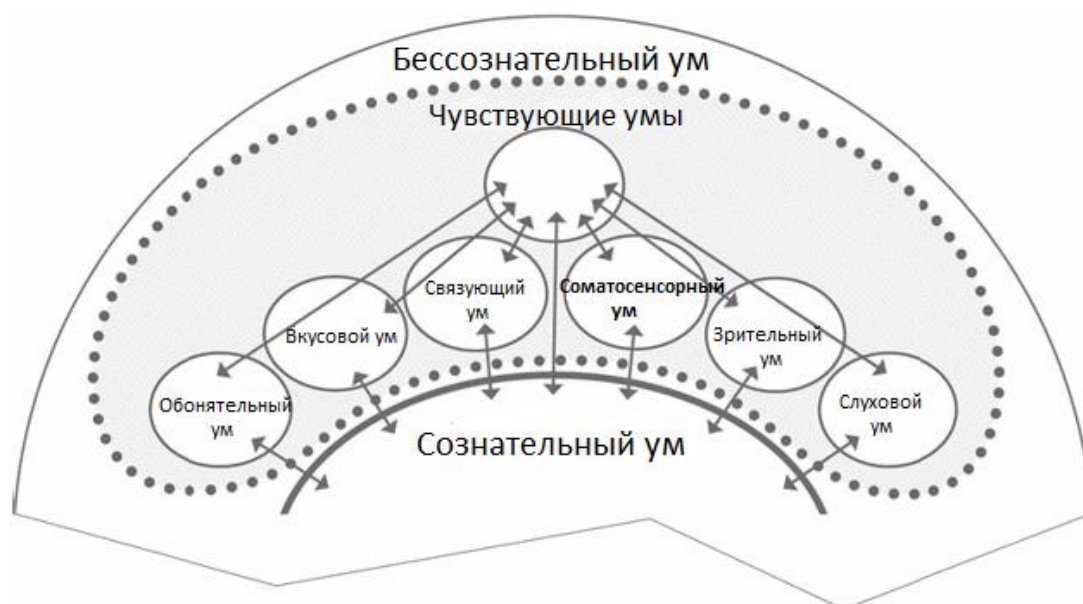 Бессознательный ум
Чувствующие умы
Связующий
ум
Соматосенсорный
ум
Вкусовой ум
Зрительный
ум
Обонятельный
ум
Слуховой
ум
Сознательный ум